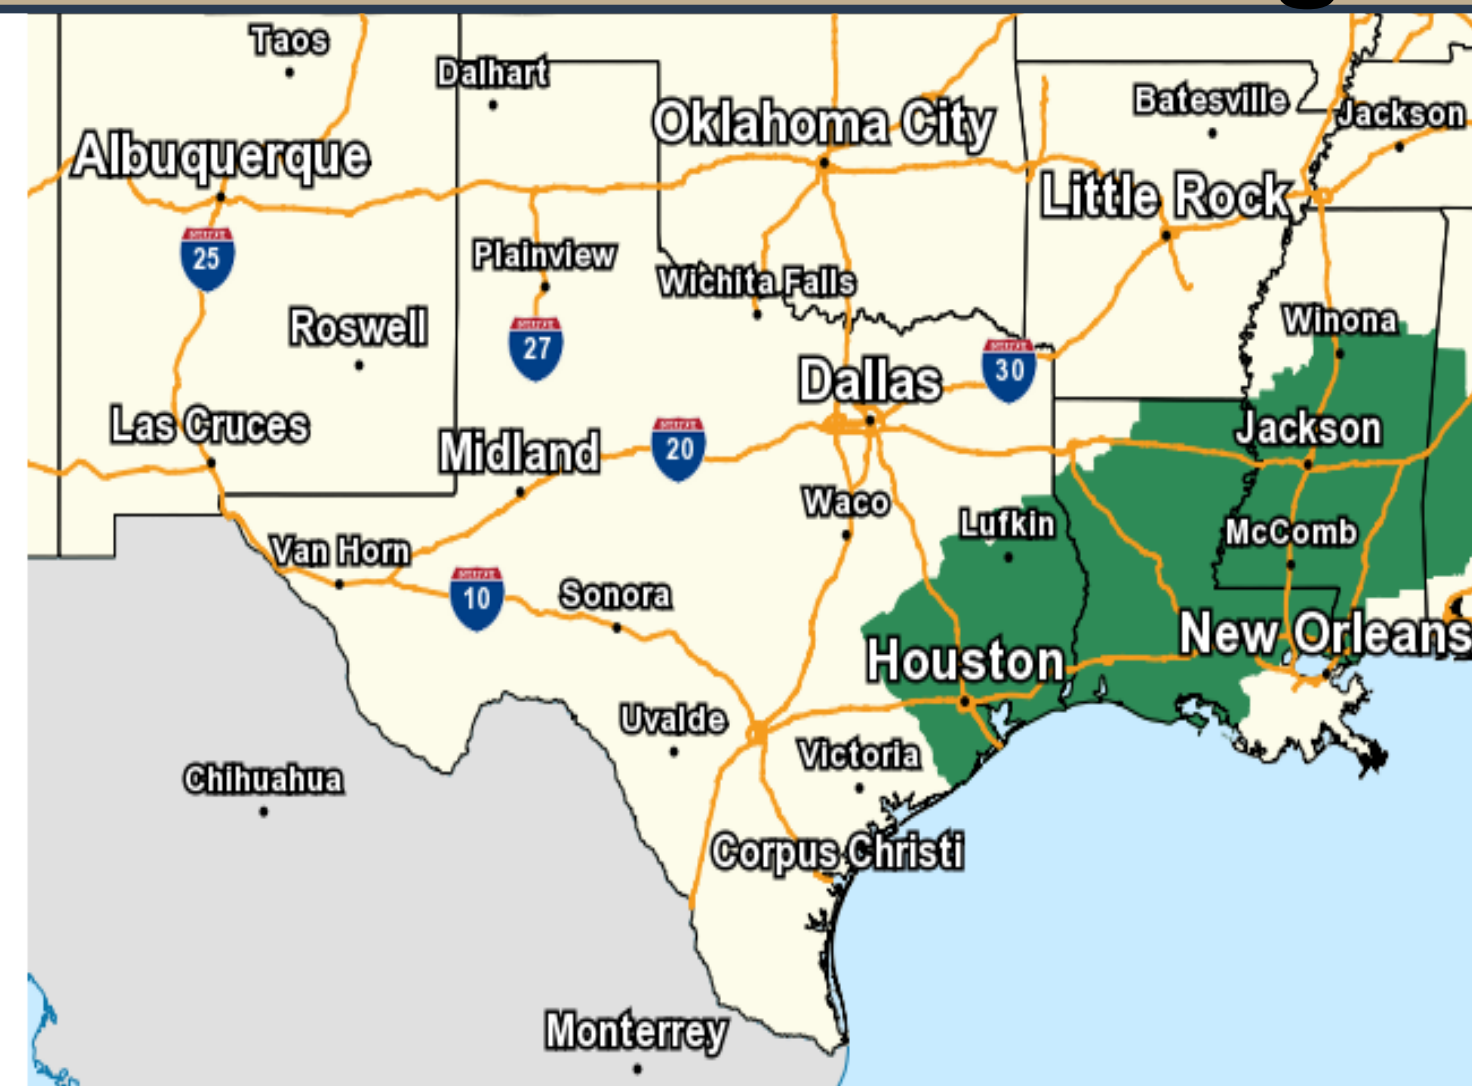 Taos
Dalhart
Oklahoma City
Batesville
Jackson
Albuquerque
Little Rock
25
Plainview
Wichita Falls
Roswell
27
Winona
30
Dallas
Las Cruces
Jackson
Midland
20
Waco
Lufkin
McComb
Van Horn
10
Sonora
New Orleans
Houston
Uvalde
Victoria
Chihuahua
Corpus Christi
Monterrey